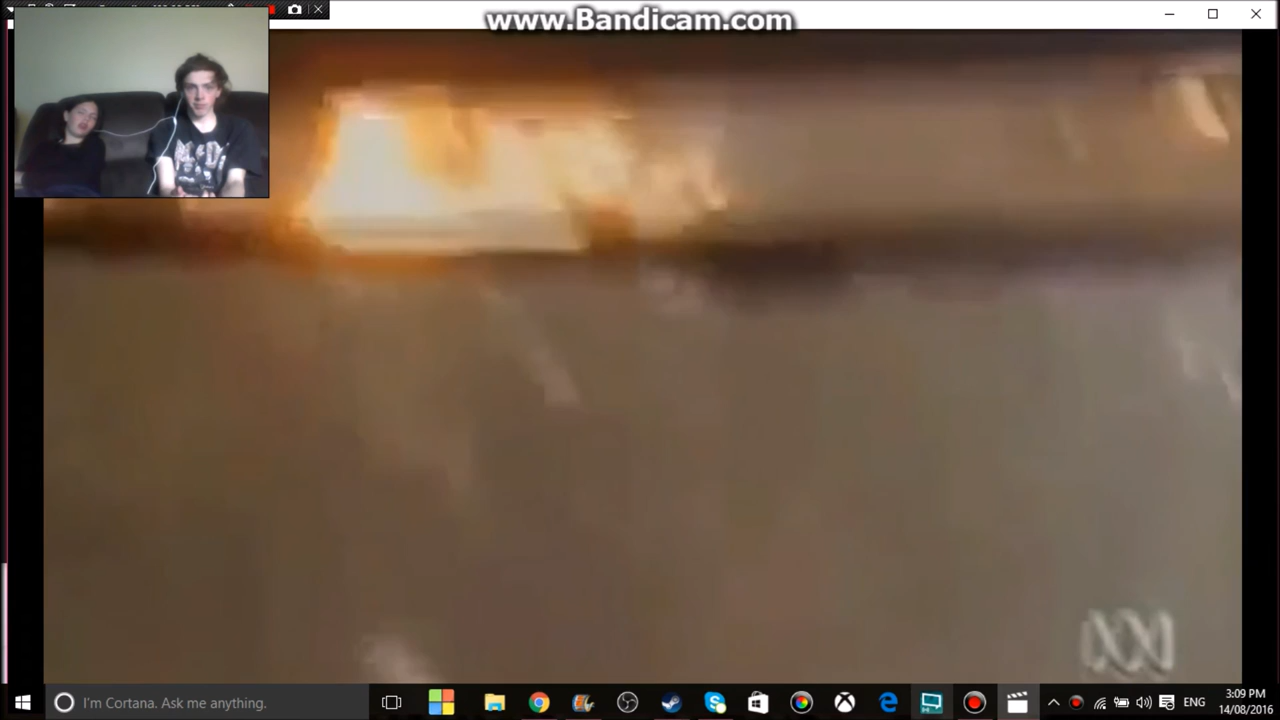 www.Bandicam.com
I'm Cortana. Ask me anything.
ENG
3:09 PM
14/08/2016